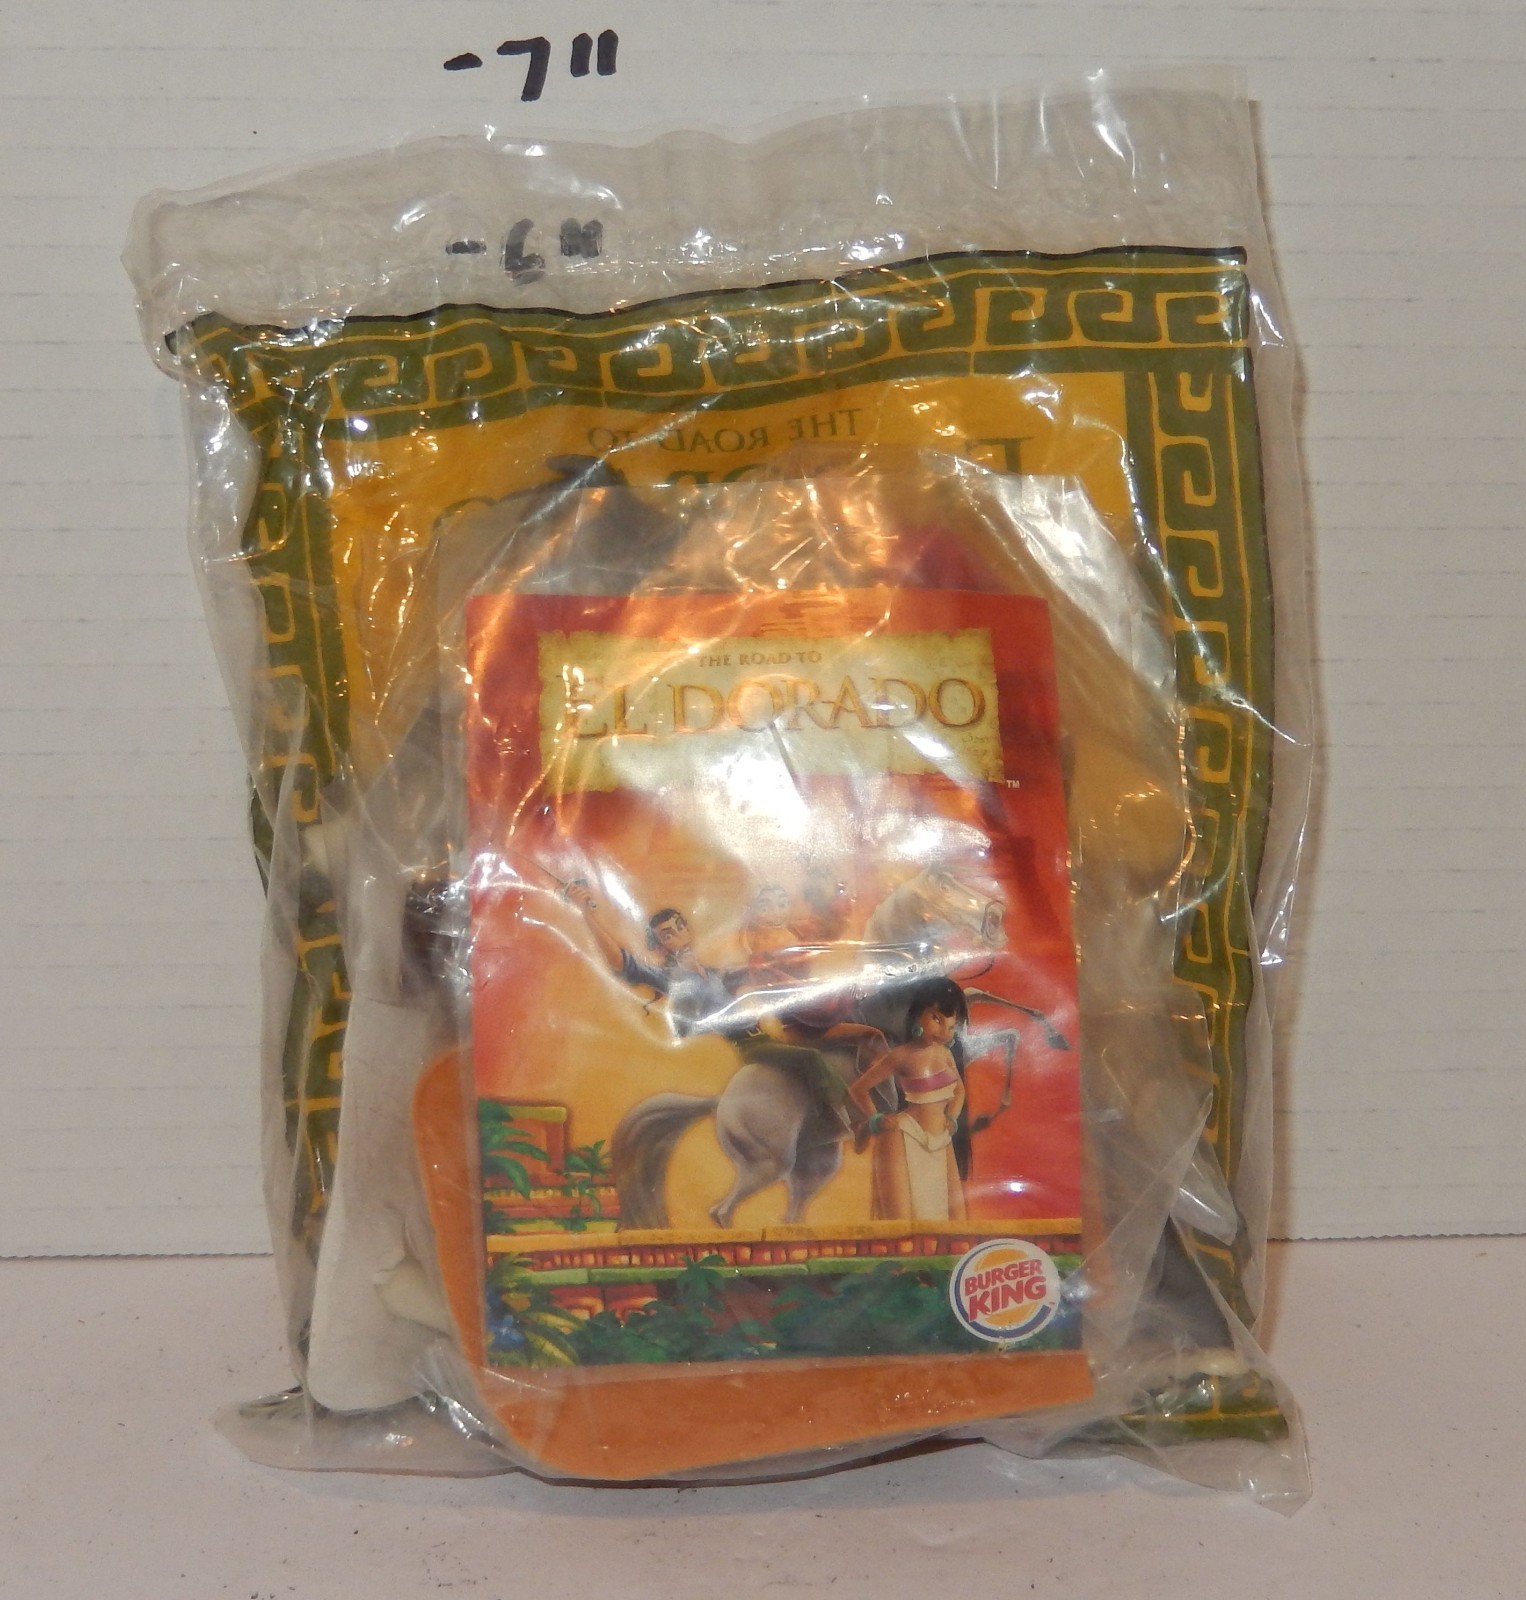 -7"
-6"
THE ROAD TO
E
THE ROAD TO
EL DORADO
TM
BURGER
KING